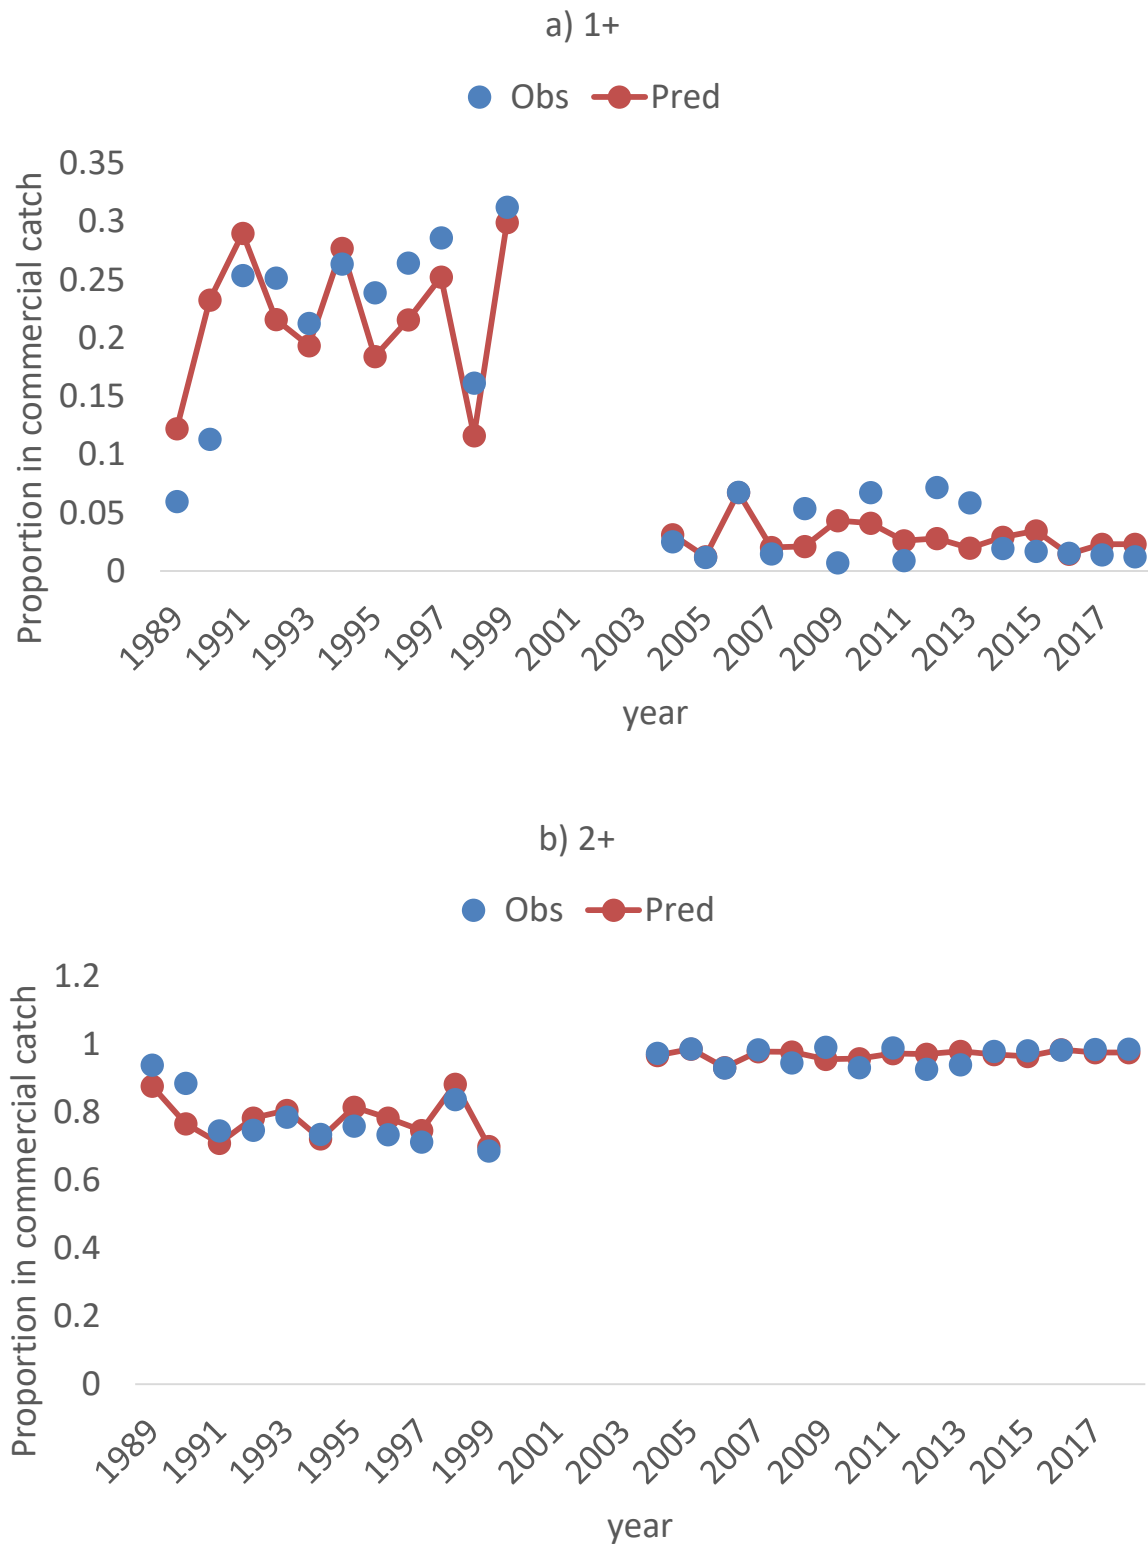 a) 1+
Obs Pred
Proportion in commercial catch
0.35
0.3
0.25
0.2
0.15
0.1
0.05
0
1989 1991 1993 1995 1997 1999 2001 2003 2005 2007 2009 2011 2013 2015 2017
year
b) 2+
Obs Pred
Proportion in commercial catch
1.2
1
0.8
0.6
0.4
0.2
0
1989 1991 1993 1995 1997 1999 2001 2003 2005 2007 2009 2011 2013 2015 2017
year